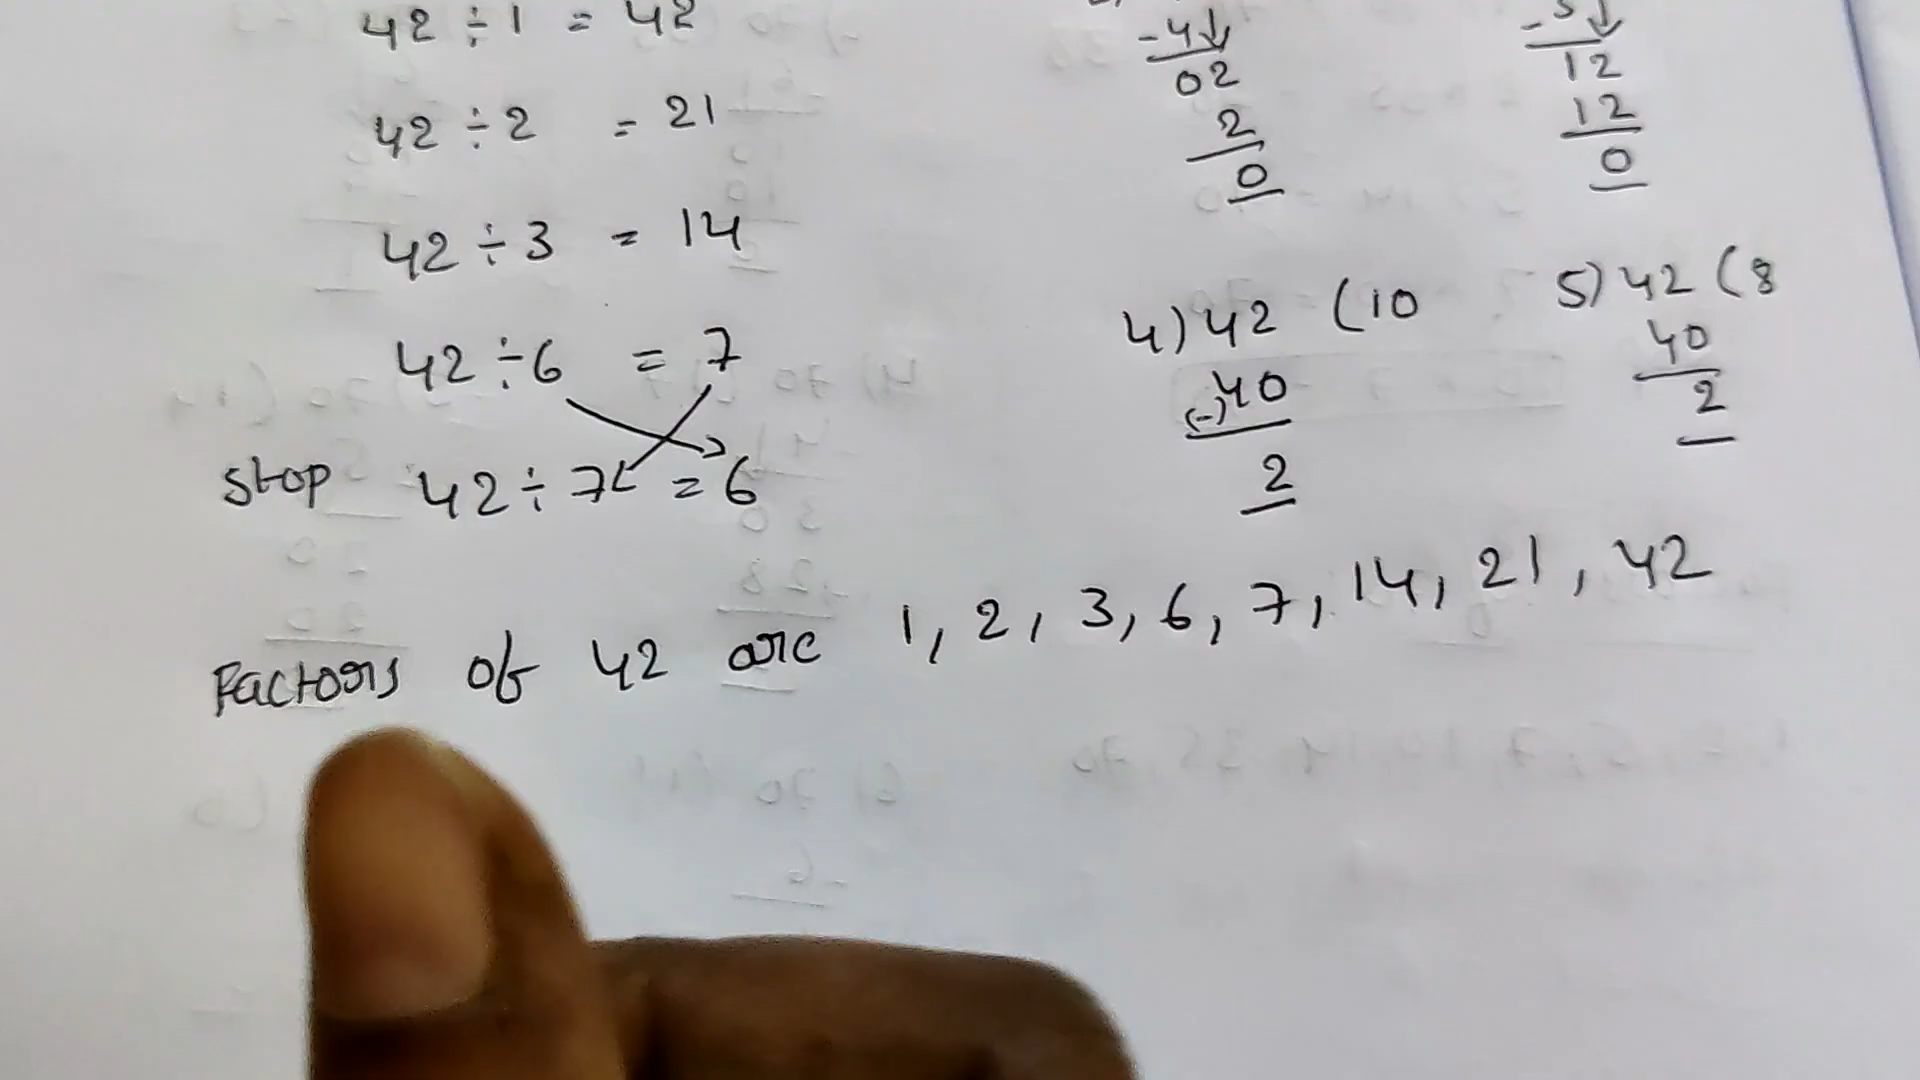 42 ÷ 1 = 42
42 ÷ 2 = 21
42 ÷ 3 = 14
42 ÷ 6 = 7
stop 42 ÷ 7 = 6
-4↓
02
2
0
-3↓
12
12
0
4) 42 (10
(-) 40
2
5) 42 (8
40
2
Factors of 42 are 1, 2, 3, 6, 7, 14, 21, 42